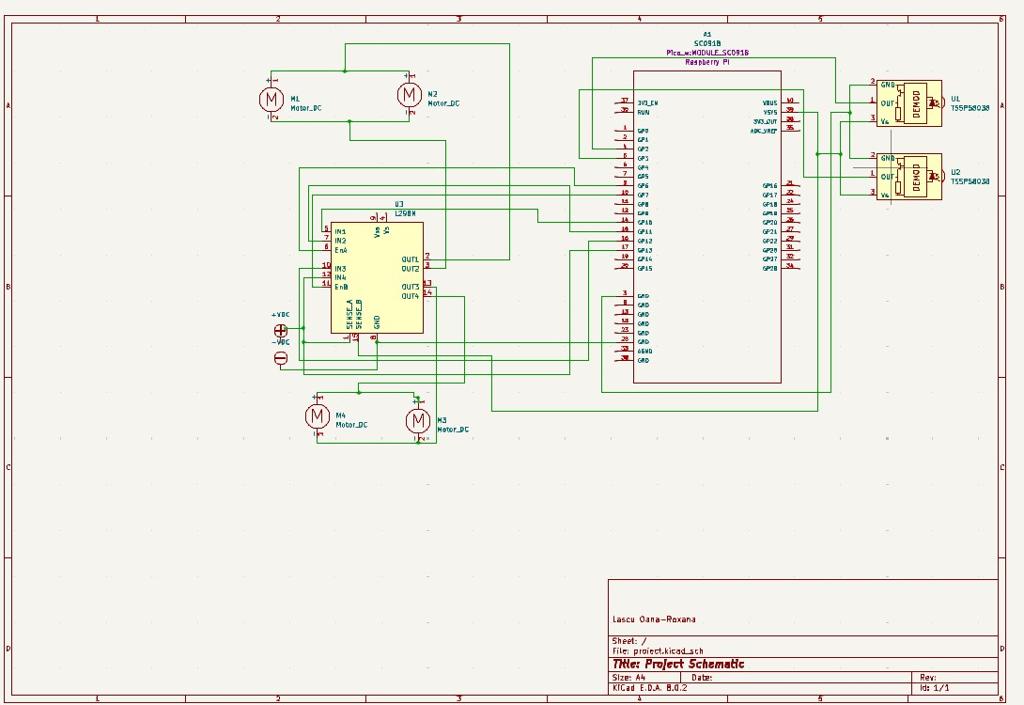 1 2 3 4 5 6
A1
SC0918
Pico_w:MODULE_SC0918
Raspberry Pi
M1
Motor_DC
M2
Motor_DC
U1
TSSP58038
GND
OUT
Vs
DEMOD
U2
TSSP58038
GND
OUT
Vs
DEMOD
3V3_EN
RUN
GP0
GP1
GP2
GP3
GP4
GP5
GP6
GP7
GP8
GP9
GP10
GP11
GP12
GP13
GP14
GP15
GND
GND
GND
GND
GND
GND
AGND
GND
VBUS
VSYS
3V3_OUT
ADC_VREF
GP16
GP17
GP18
GP19
GP20
GP21
GP22
GP26
GP27
GP28
U3
L298N
Vss
Vs
IN1
IN2
EnA
IN3
IN4
EnB
OUT1
OUT2
OUT3
OUT4
SENSE_A
SENSE_B
GND
+VDC
-VDC
M4
Motor_DC
M3
Motor_DC
Lascu Oana-Roxana
Sheet: /
File: project.kicad_sch
Title: Project Schematic
Size: A4 Date: Rev:
KiCad E.D.A. 8.0.2 Id: 1/1